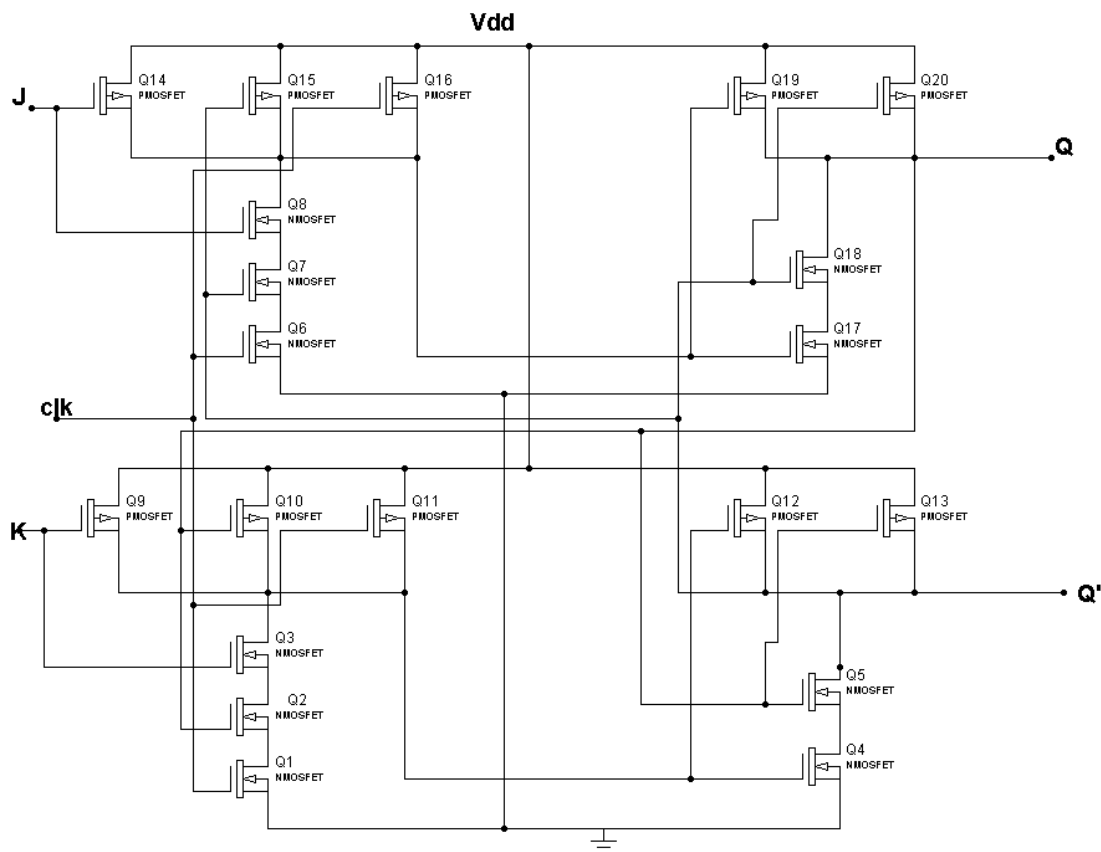 Vdd
Q14
PMOSFET
Q15
PMOSFET
Q16
PMOSFET
Q19
PMOSFET
Q20
PMOSFET
J
Q
Q8
NMOSFET
Q7
NMOSFET
Q18
NMOSFET
Q6
NMOSFET
Q17
NMOSFET
clk
Q9
PMOSFET
Q10
PMOSFET
Q11
PMOSFET
Q12
PMOSFET
Q13
PMOSFET
K
Q'
Q3
NMOSFET
Q5
NMOSFET
Q2
NMOSFET
Q1
NMOSFET
Q4
NMOSFET